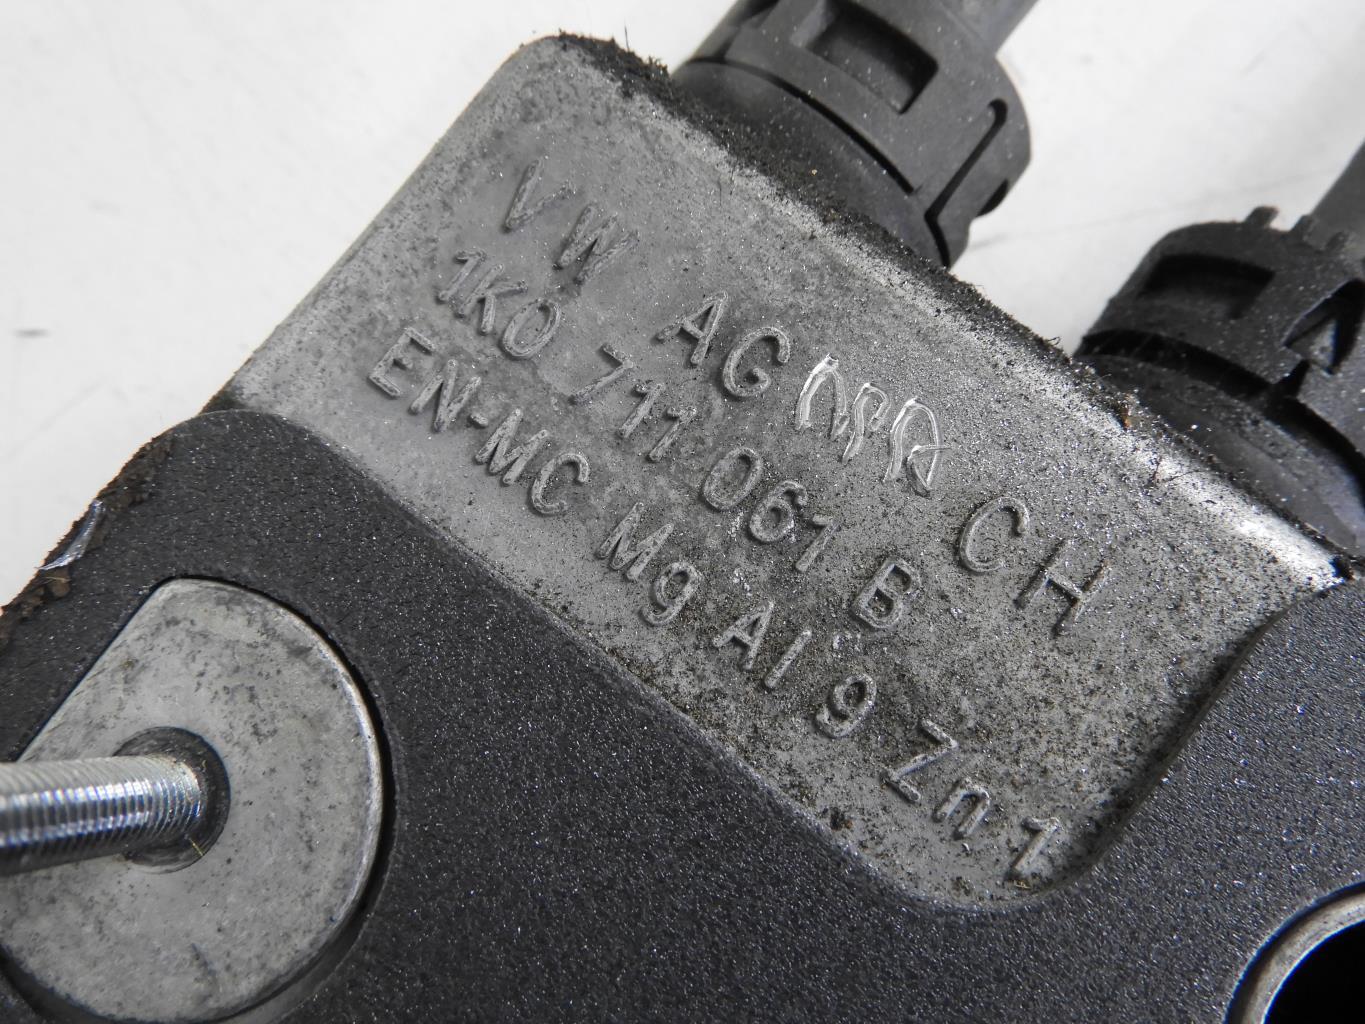 VW AG CH
1K0 711 061 B
EN-MC Mg Al 9 Zn 1